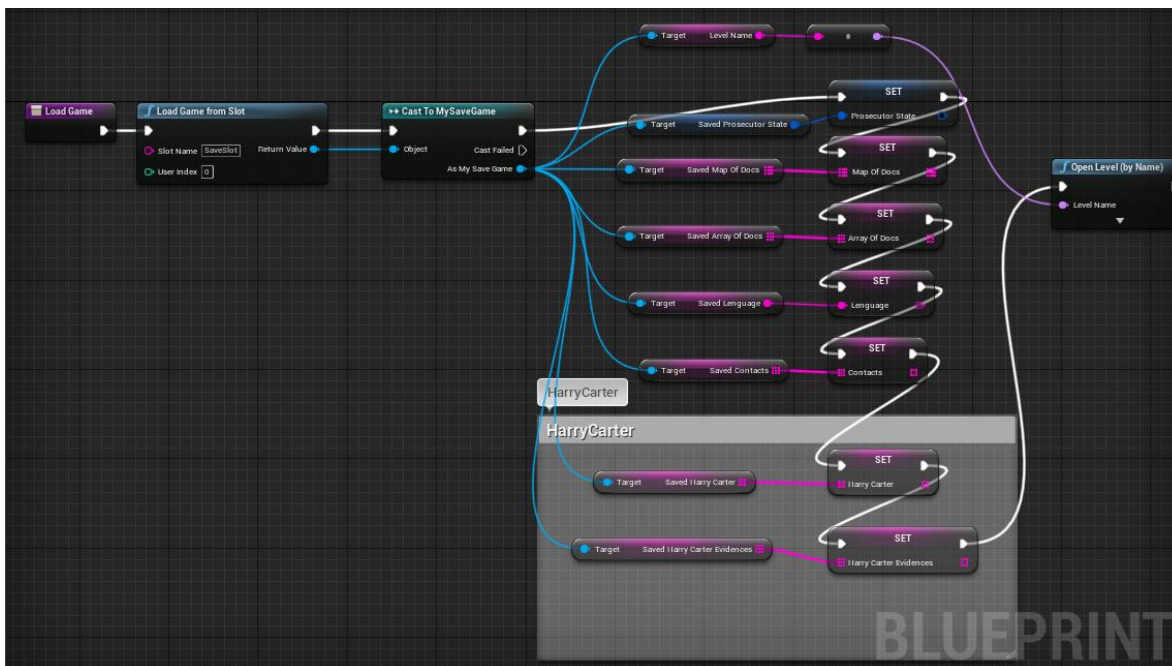 Load Game
Load Game from Slot
Slot Name SaveSlot
User Index 0
Return Value
Cast To MySaveGame
Object
Cast Failed
As My Save Game
Target Level Name
Target Saved Prosecutor State
SET
Prosecutor State
Target Saved Map Of Docs
SET
Map Of Docs
Target Saved Array Of Docs
SET
Array Of Docs
Target Saved Lenguage
SET
Lenguage
Target Saved Contacts
SET
Contacts
HarryCarter
HarryCarter
Target Saved Harry Carter
SET
Harry Carter
Target Saved Harry Carter Evidences
SET
Harry Carter Evidences
Open Level (by Name)
Level Name
BLUEPRINT